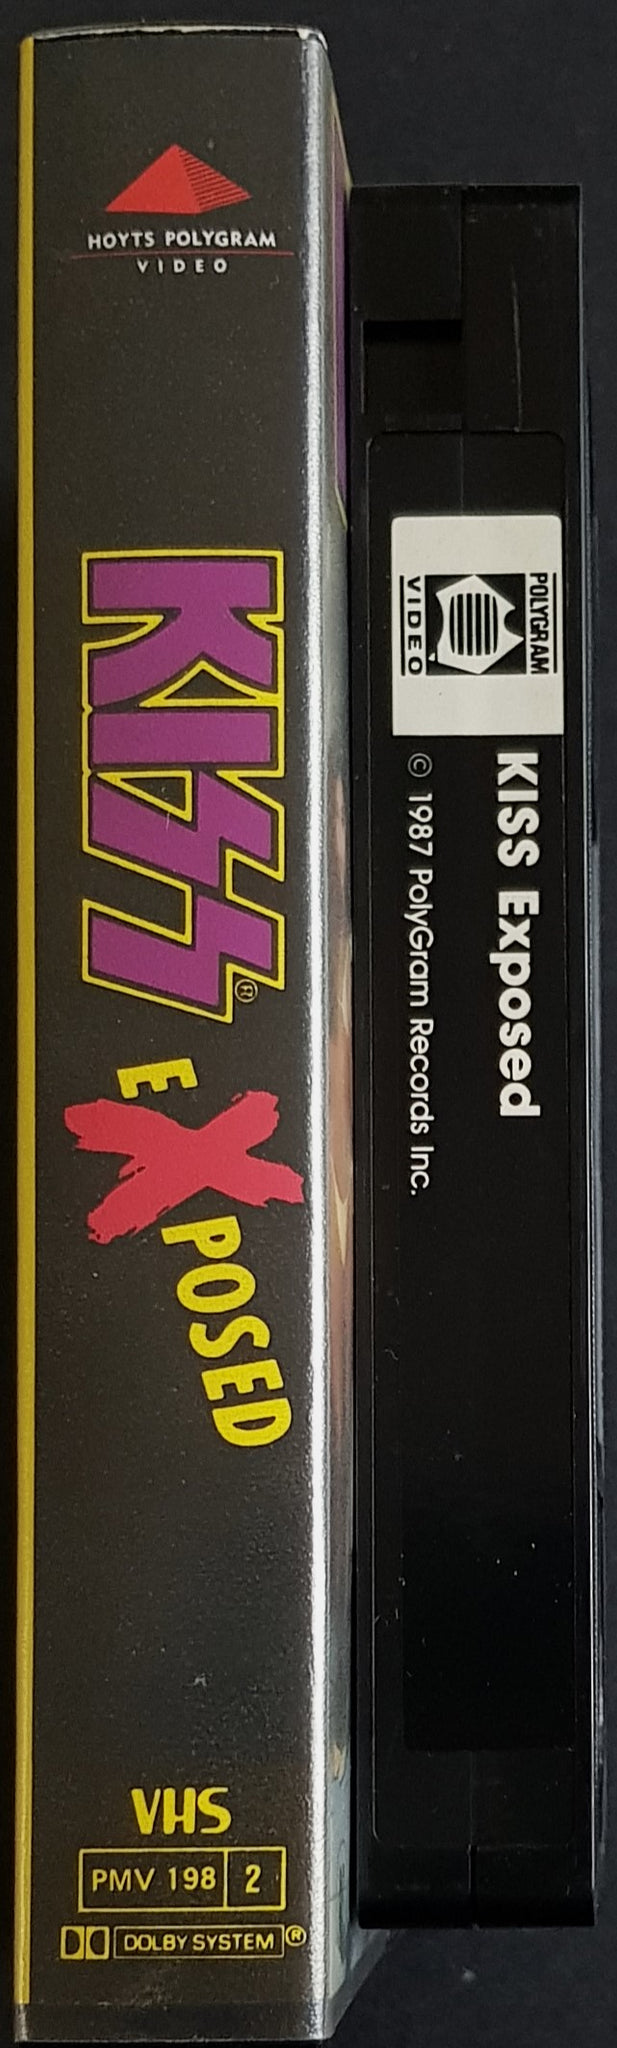 HOYTS POLYGRAM
VIDEO
KISS®
EXPOSED
VHS
PMV 198 2
DOLBY SYSTEM®
POLYGRAM
VIDEO
KISS Exposed
© 1987 PolyGram Records Inc.